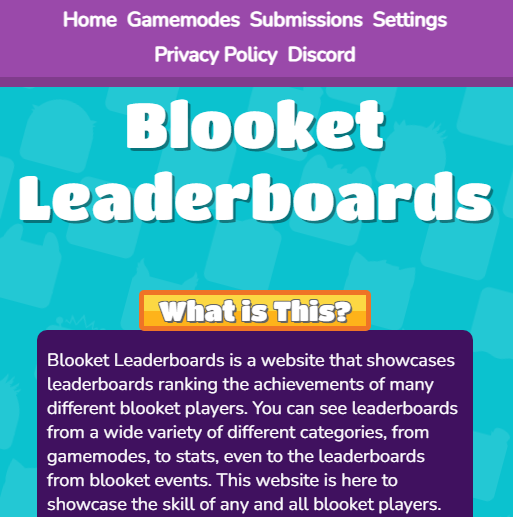 Home Gamemodes Submissions Settings
Privacy Policy Discord
Blooket
Leaderboards
What is This?
Blooket Leaderboards is a website that showcases
leaderboards ranking the achievements of many
different blooket players. You can see leaderboards
from a wide variety of different categories, from
gamemodes, to stats, even to the leaderboards
from blooket events. This website is here to
showcase the skill of any and all blooket players.